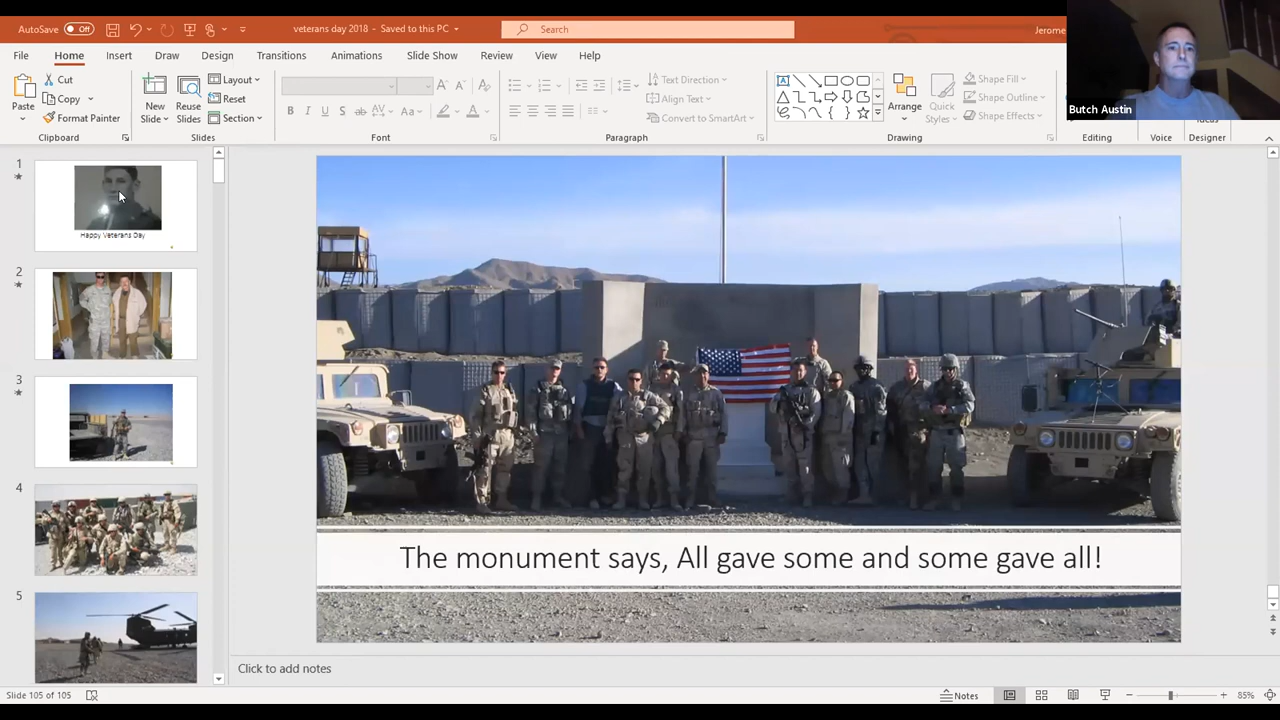 AutoSave Off veterans day 2018 - Saved to this PC Search Jerome
File Home Insert Draw Design Transitions Animations Slide Show Review View Help
Butch Austin
Paste
Cut
Copy
Format Painter
Clipboard
New Slide
Reuse Slides
Layout
Reset
Section
Slides
B I U S ab AV Aa A
Font
Text Direction
Align Text
Convert to SmartArt
Paragraph
Arrange
Quick Styles
Shape Fill
Shape Outline
Shape Effects
Drawing
Editing
Voice
Designer
1
Happy Veterans Day
2
3
4
5
The monument says, All gave some and some gave all!
Click to add notes
Slide 105 of 105 Notes 85%